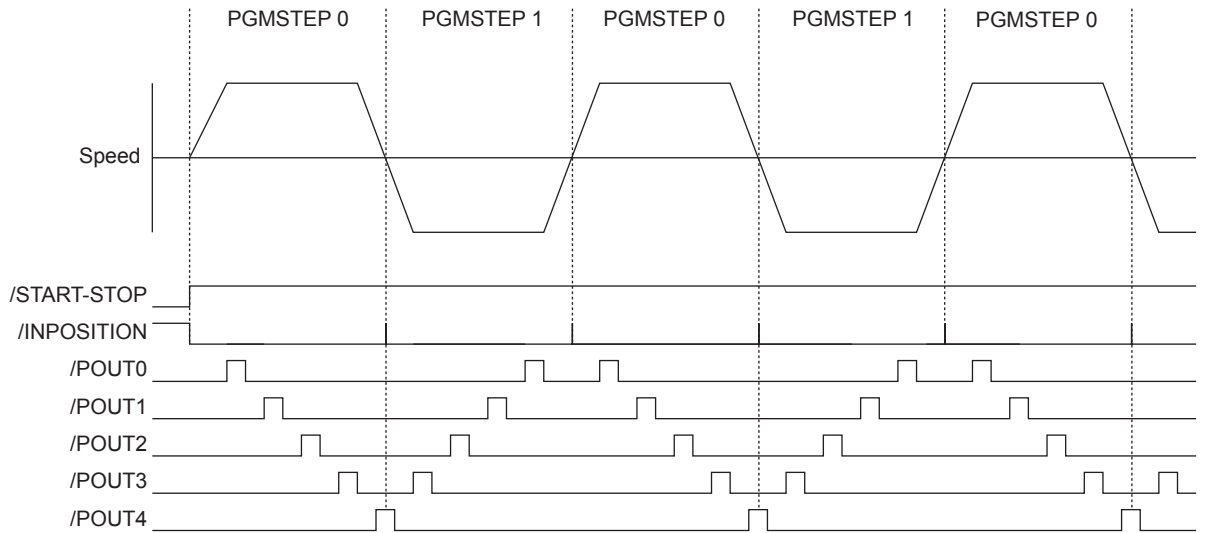 PGMSTEP 0 PGMSTEP 1 PGMSTEP 0 PGMSTEP 1 PGMSTEP 0
Speed
/START-STOP
/INPOSITION
/POUT0
/POUT1
/POUT2
/POUT3
/POUT4